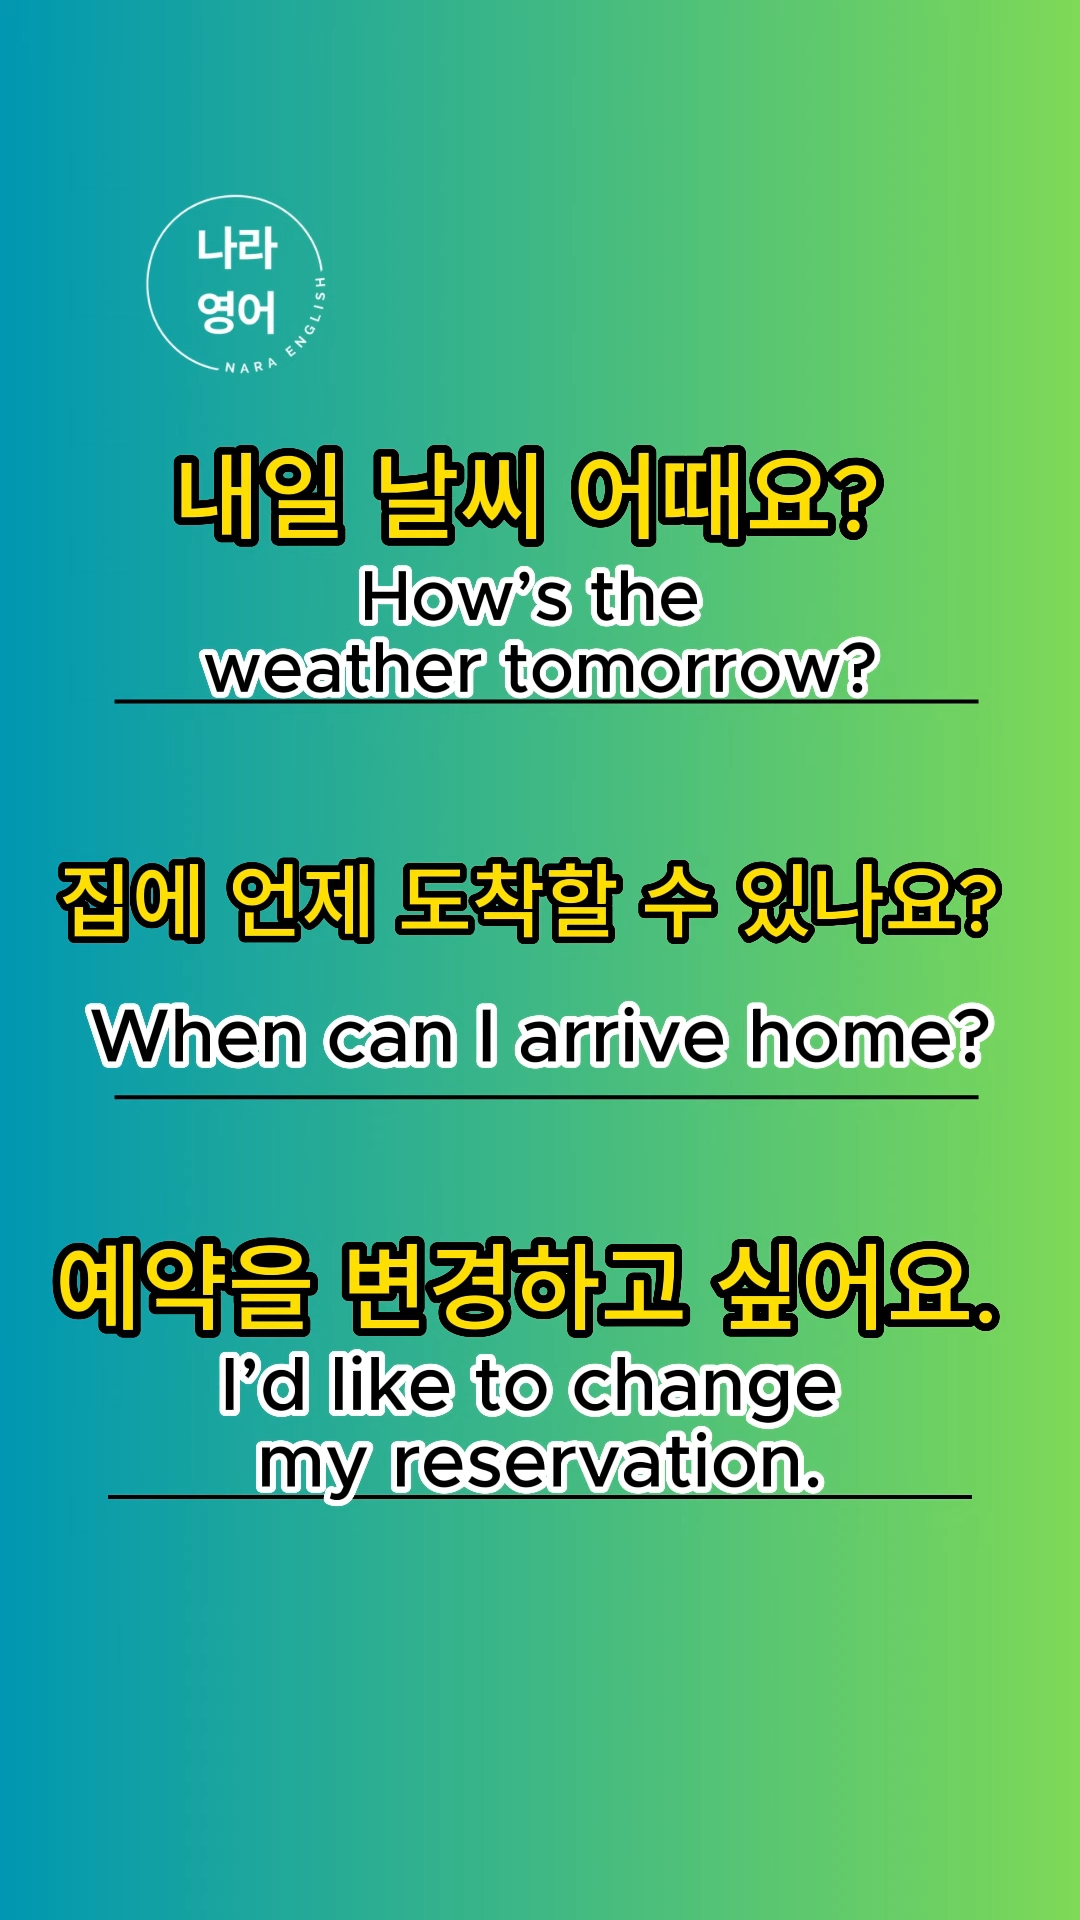 나라
영어
NARA ENGLISH
내일 날씨 어때요?
How’s the
weather tomorrow?
집에 언제 도착할 수 있나요?
When can I arrive home?
예약을 변경하고 싶어요.
I’d like to change
my reservation.